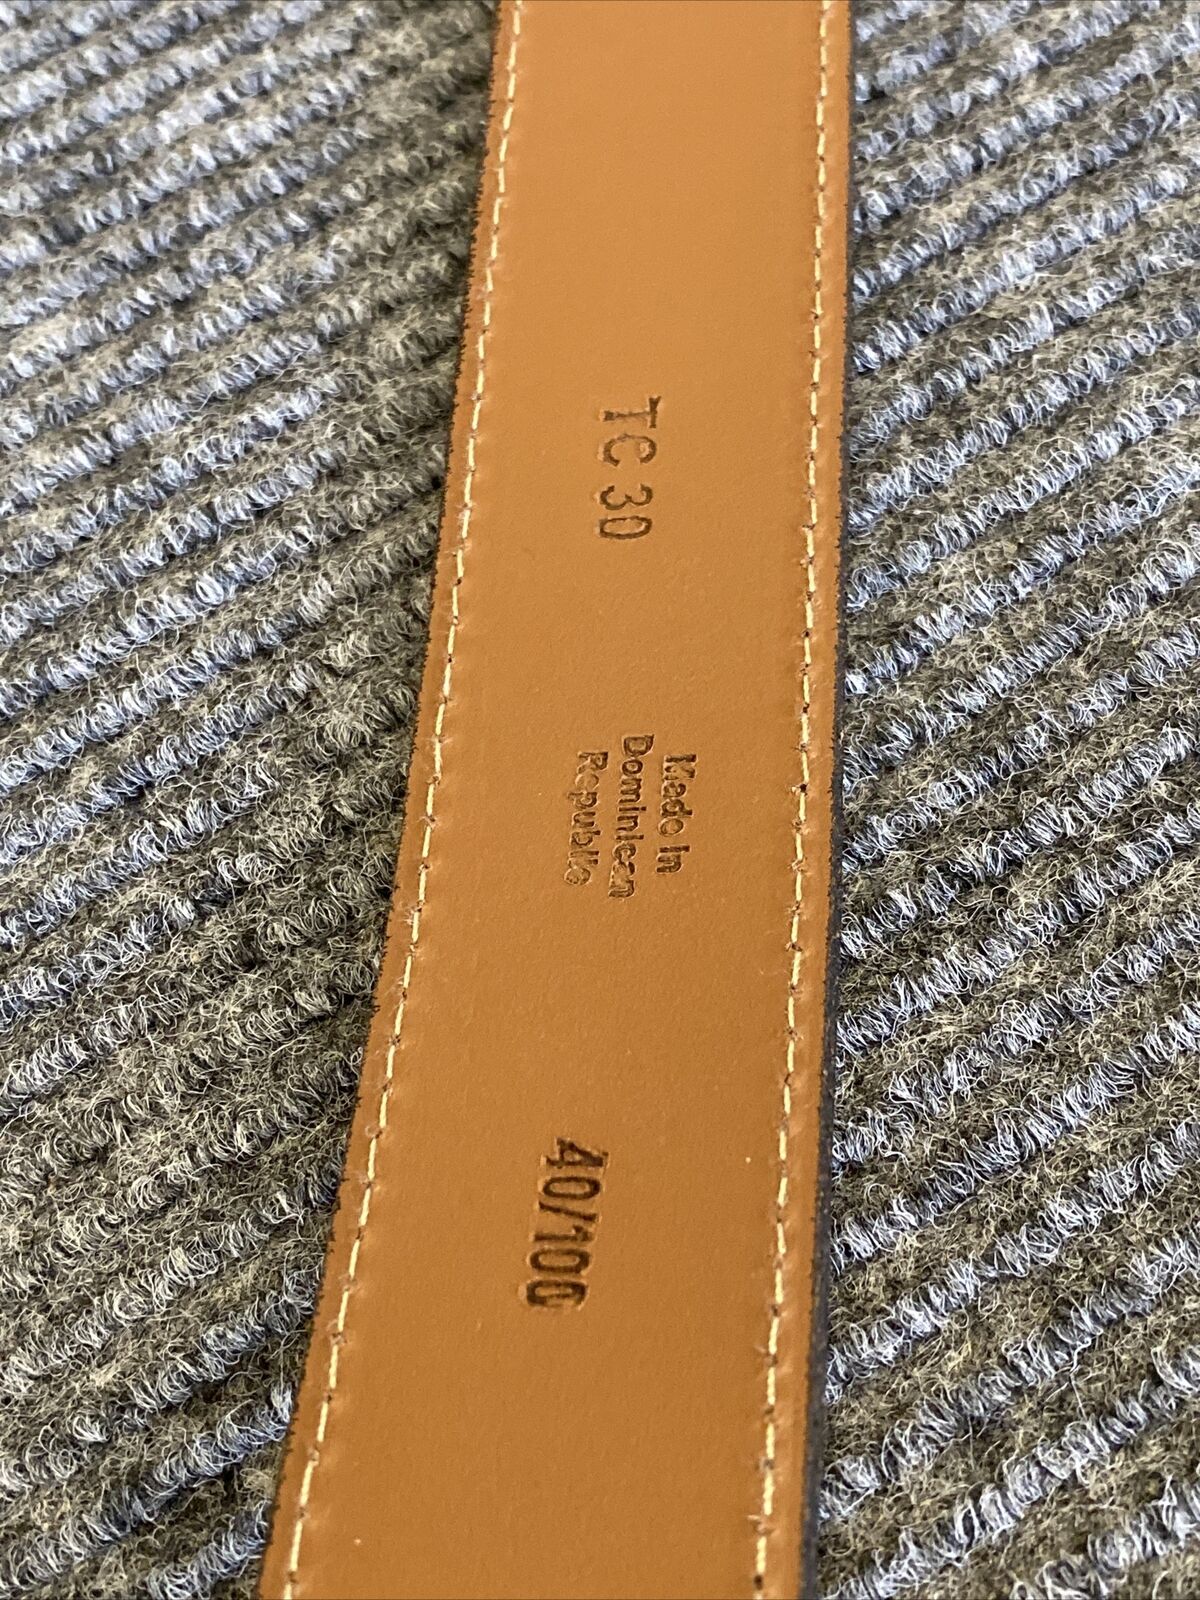 TC 30
Made In
Dominican
Republic
40/100